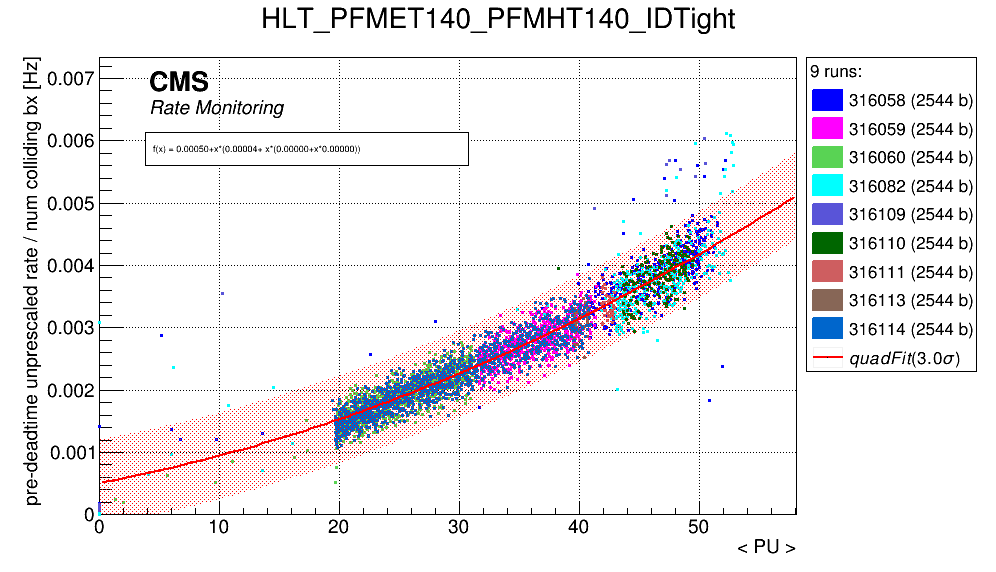 HLT_PFMET140_PFMHT140_IDTight
pre-deadtime unprescaled rate / num colliding bx [Hz]
0.007
0.006
0.005
0.004
0.003
0.002
0.001
0
CMS
Rate Monitoring
f(x) = 0.00050+x*(0.00004+ x*(0.00000+x*0.00000))
0 10 20 30 40 50
< PU >
9 runs:
316058 (2544 b)
316059 (2544 b)
316060 (2544 b)
316082 (2544 b)
316109 (2544 b)
316110 (2544 b)
316111 (2544 b)
316113 (2544 b)
316114 (2544 b)
quadFit(3.0σ)